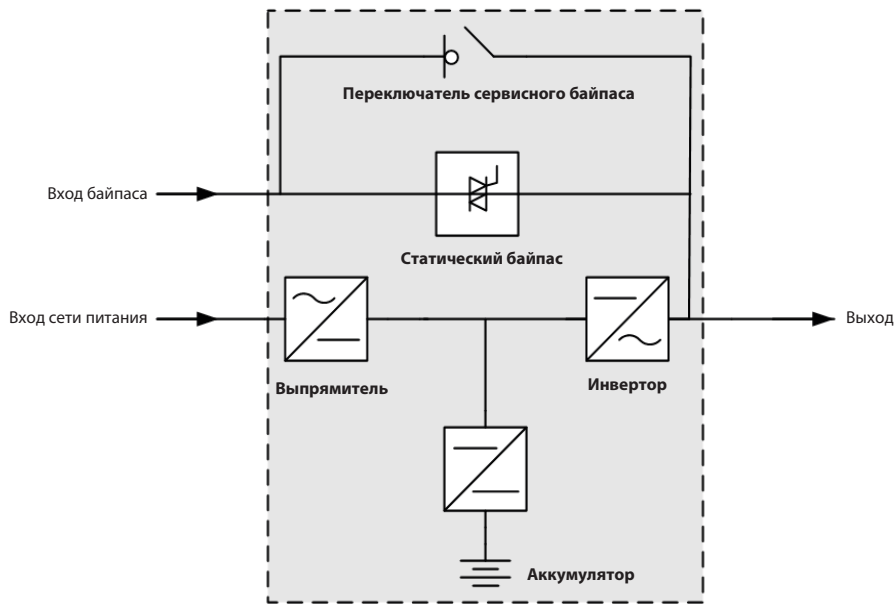 Переключатель сервисного байпаса
Вход байпаса
Статический байпас
Вход сети питания
Выход
Выпрямитель
Инвертор
Аккумулятор